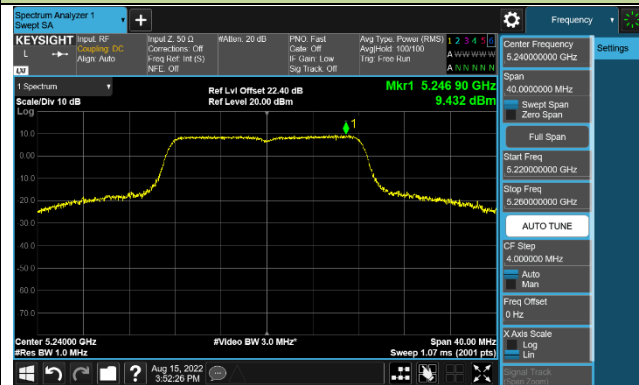 Spectrum Analyzer 1
Swept SA
+
Frequency
KEYSIGHT Input: RF Input Z: 50 Ω #Atten: 20 dB PNO: Fast Avg Type: Power (RMS) 1 2 3 4 5 6
L Coupling: DC Corrections: Off Gate: Off Avg|Hold: 100/100 A W W W W W
Align: Auto Freq Ref: Int (S) IF Gain: Low Trig: Free Run
NFE: Off Sig Track: Off A N N N N N
LXI
1 Spectrum
Scale/Div 10 dB
Log
Ref Lvl Offset 22.40 dB
Ref Level 20.00 dBm
Mkr1 5.246 90 GHz
9.432 dBm
1
10.0
0.00
-10.0
-20.0
-30.0
-40.0
-50.0
-60.0
-70.0
Center 5.24000 GHz #Video BW 3.0 MHz* Span 40.00 MHz
#Res BW 1.0 MHz Sweep 1.07 ms (2001 pts)
Aug 15, 2022
3:52:26 PM
?
Settings
Center Frequency
5.240000000 GHz
Span
40.0000000 MHz
Swept Span
Zero Span
Full Span
Start Freq
5.220000000 GHz
Stop Freq
5.260000000 GHz
AUTO TUNE
CF Step
4.000000 MHz
Auto
Man
Freq Offset
0 Hz
X Axis Scale
Log
Lin
Signal Track
(Span Zoom)